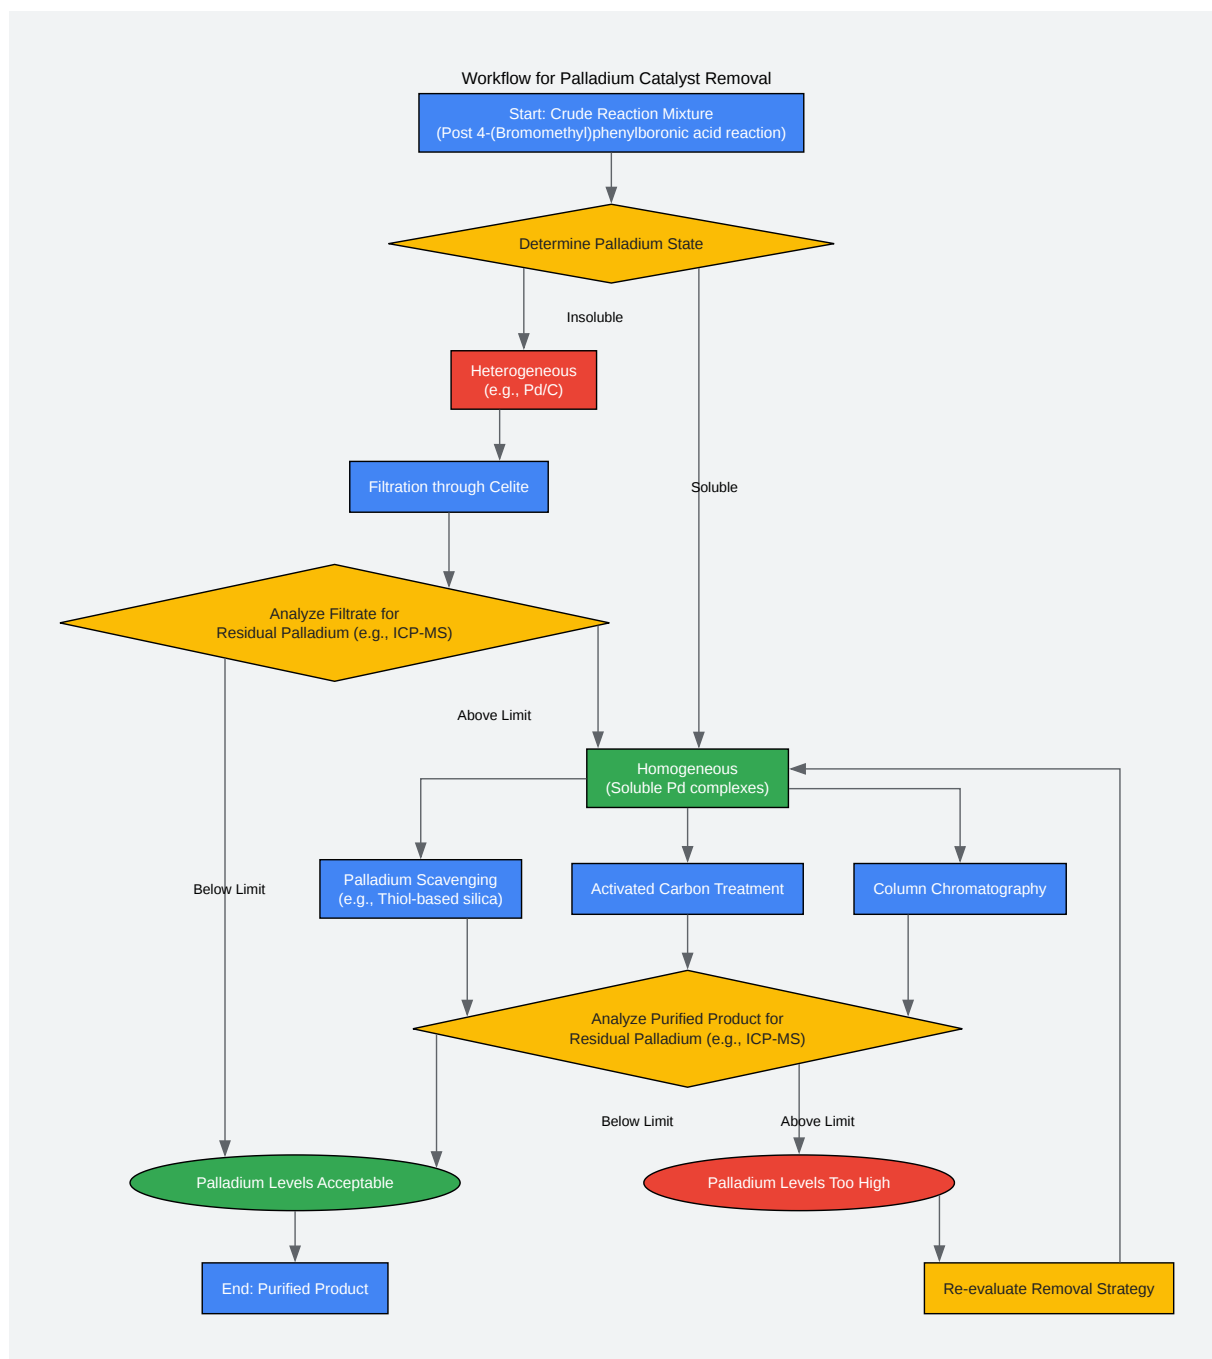 Workflow for Palladium Catalyst Removal
Start: Crude Reaction Mixture
(Post 4-(Bromomethyl)phenylboronic acid reaction)
Determine Palladium State
Insoluble
Heterogeneous
(e.g., Pd/C)
Filtration through Celite
Soluble
Analyze Filtrate for
Residual Palladium (e.g., ICP-MS)
Above Limit
Homogeneous
(Soluble Pd complexes)
Below Limit
Palladium Scavenging
(e.g., Thiol-based silica)
Activated Carbon Treatment
Column Chromatography
Analyze Purified Product for
Residual Palladium (e.g., ICP-MS)
Below Limit
Above Limit
Palladium Levels Acceptable
Palladium Levels Too High
End: Purified Product
Re-evaluate Removal Strategy